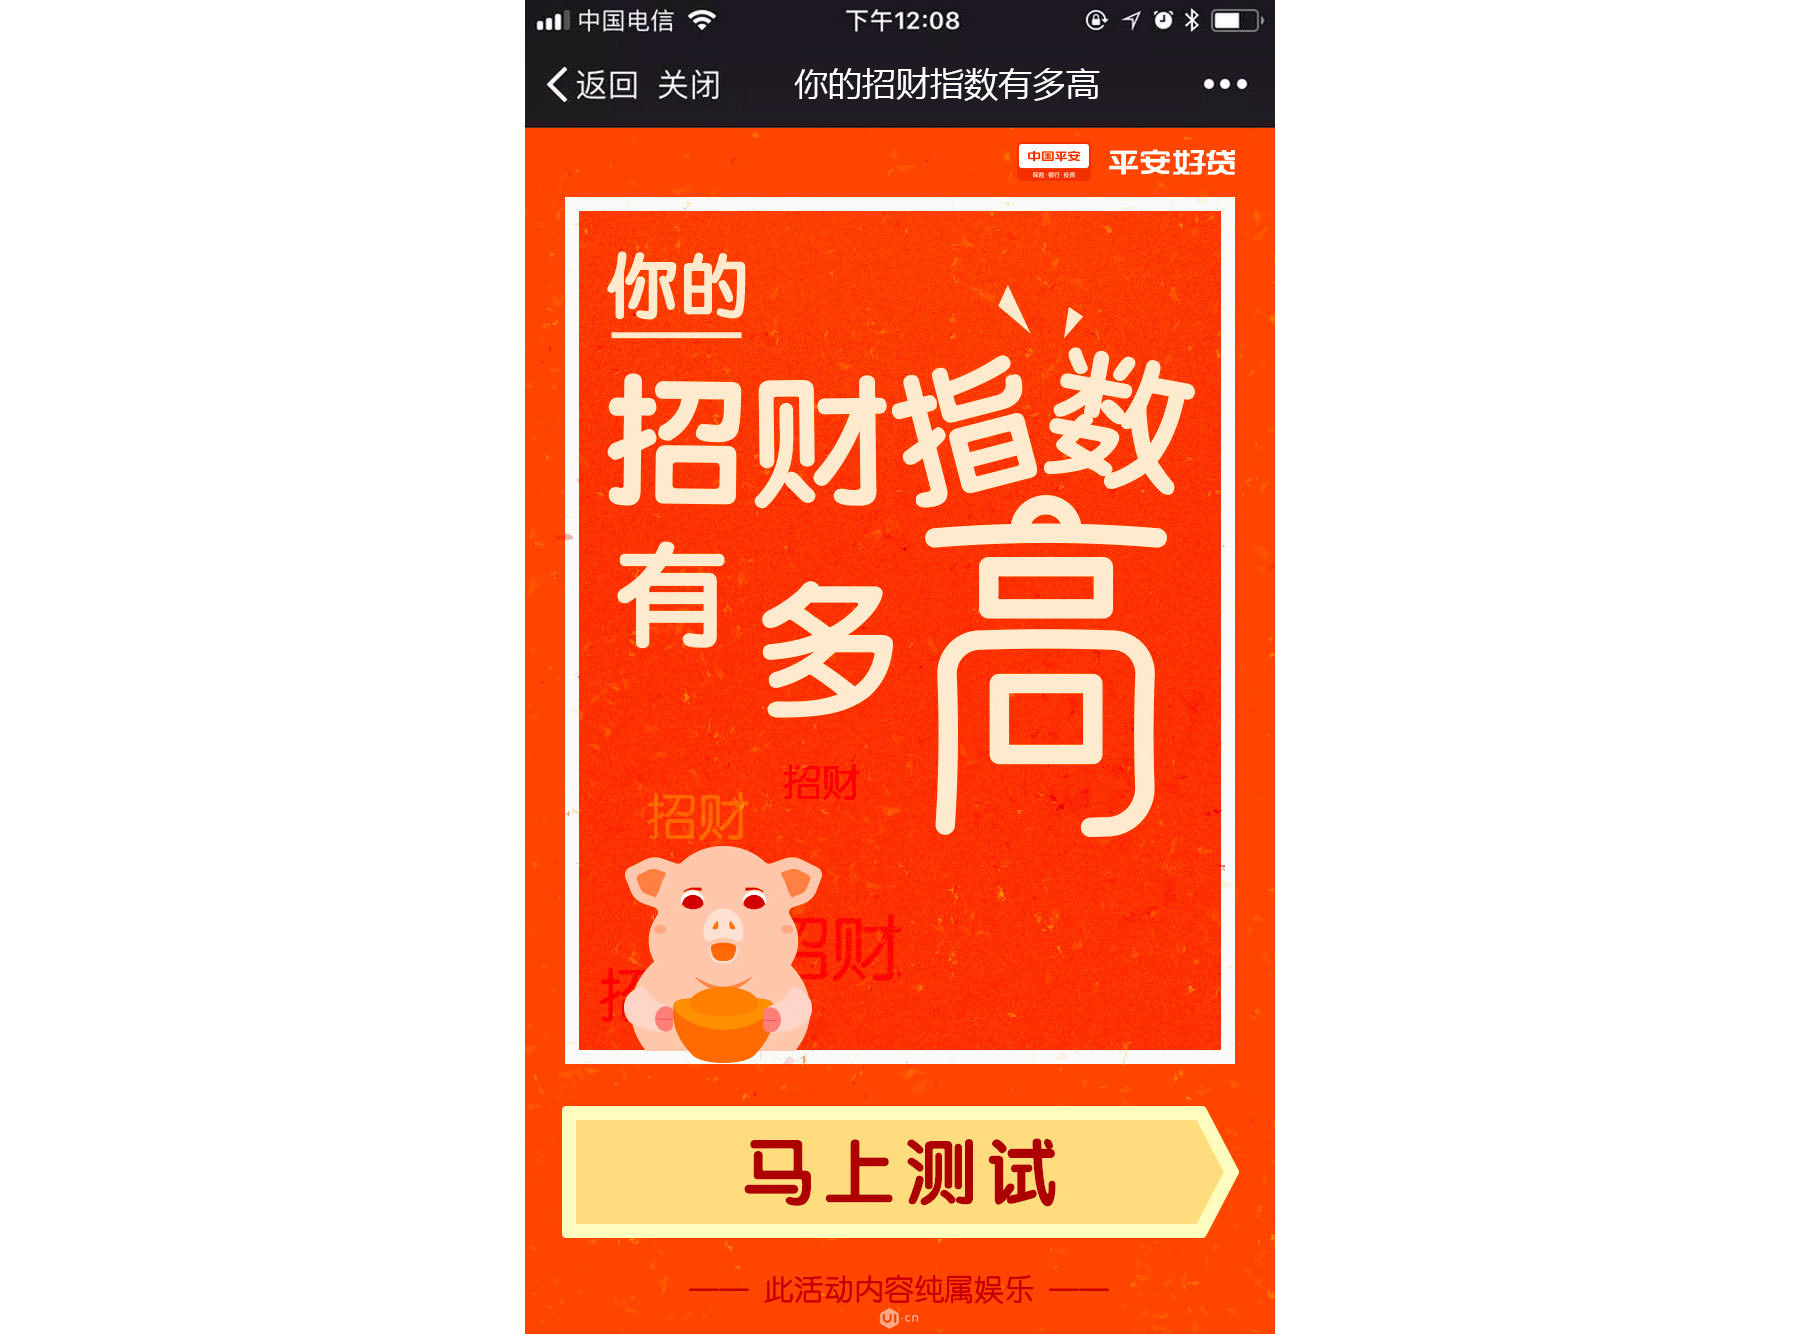 中国电信
下午12:08
返回 关闭
你的招财指数有多高
中国平安
保险·银行·投资
平安好贷
你的
招财指数
有多高
招财
招财
招财
招
马上测试
此活动内容纯属娱乐
UI·cn